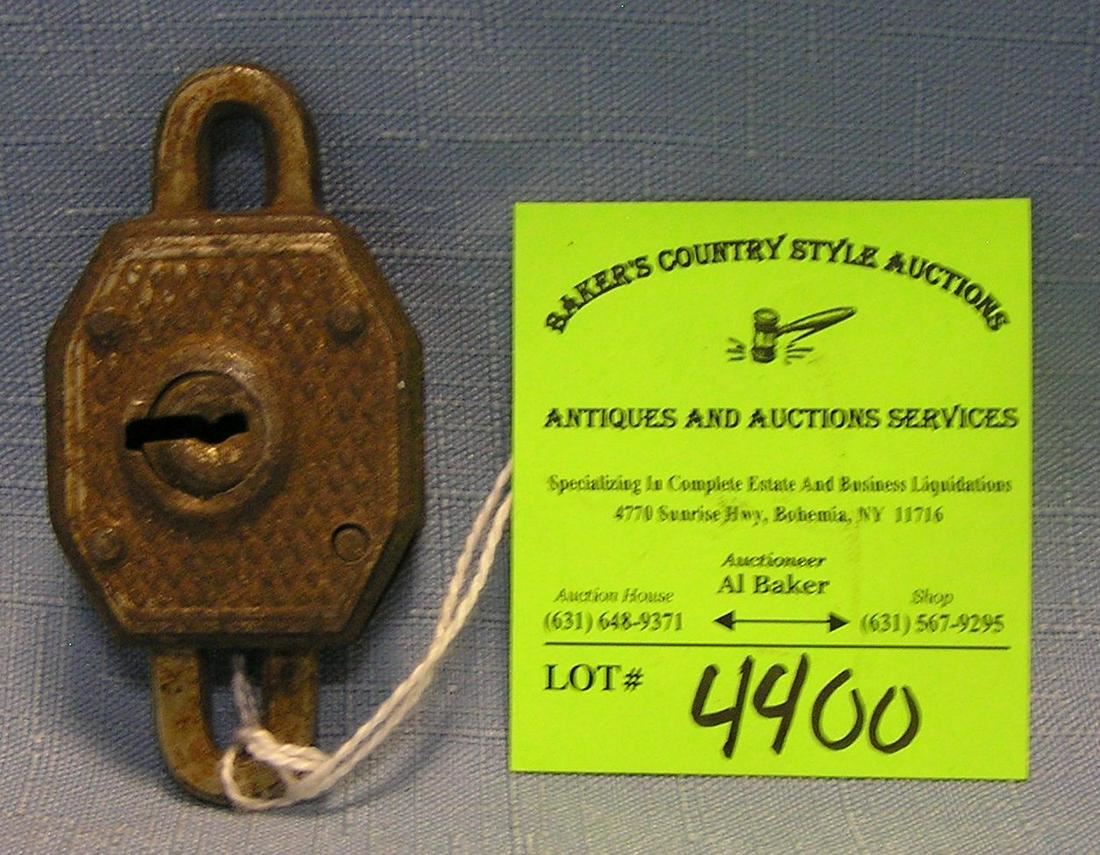 BAKER'S COUNTRY STYLE AUCTIONS
ANTIQUES AND AUCTIONS SERVICES
Specializing In Complete Estate And Business Liquidations
4770 Sunrise Hwy, Bohemia, NY 11716
Auctioneer
Al Baker
Auction House
Shop
(631) 648-9371
(631) 567-9295
LOT# 4400